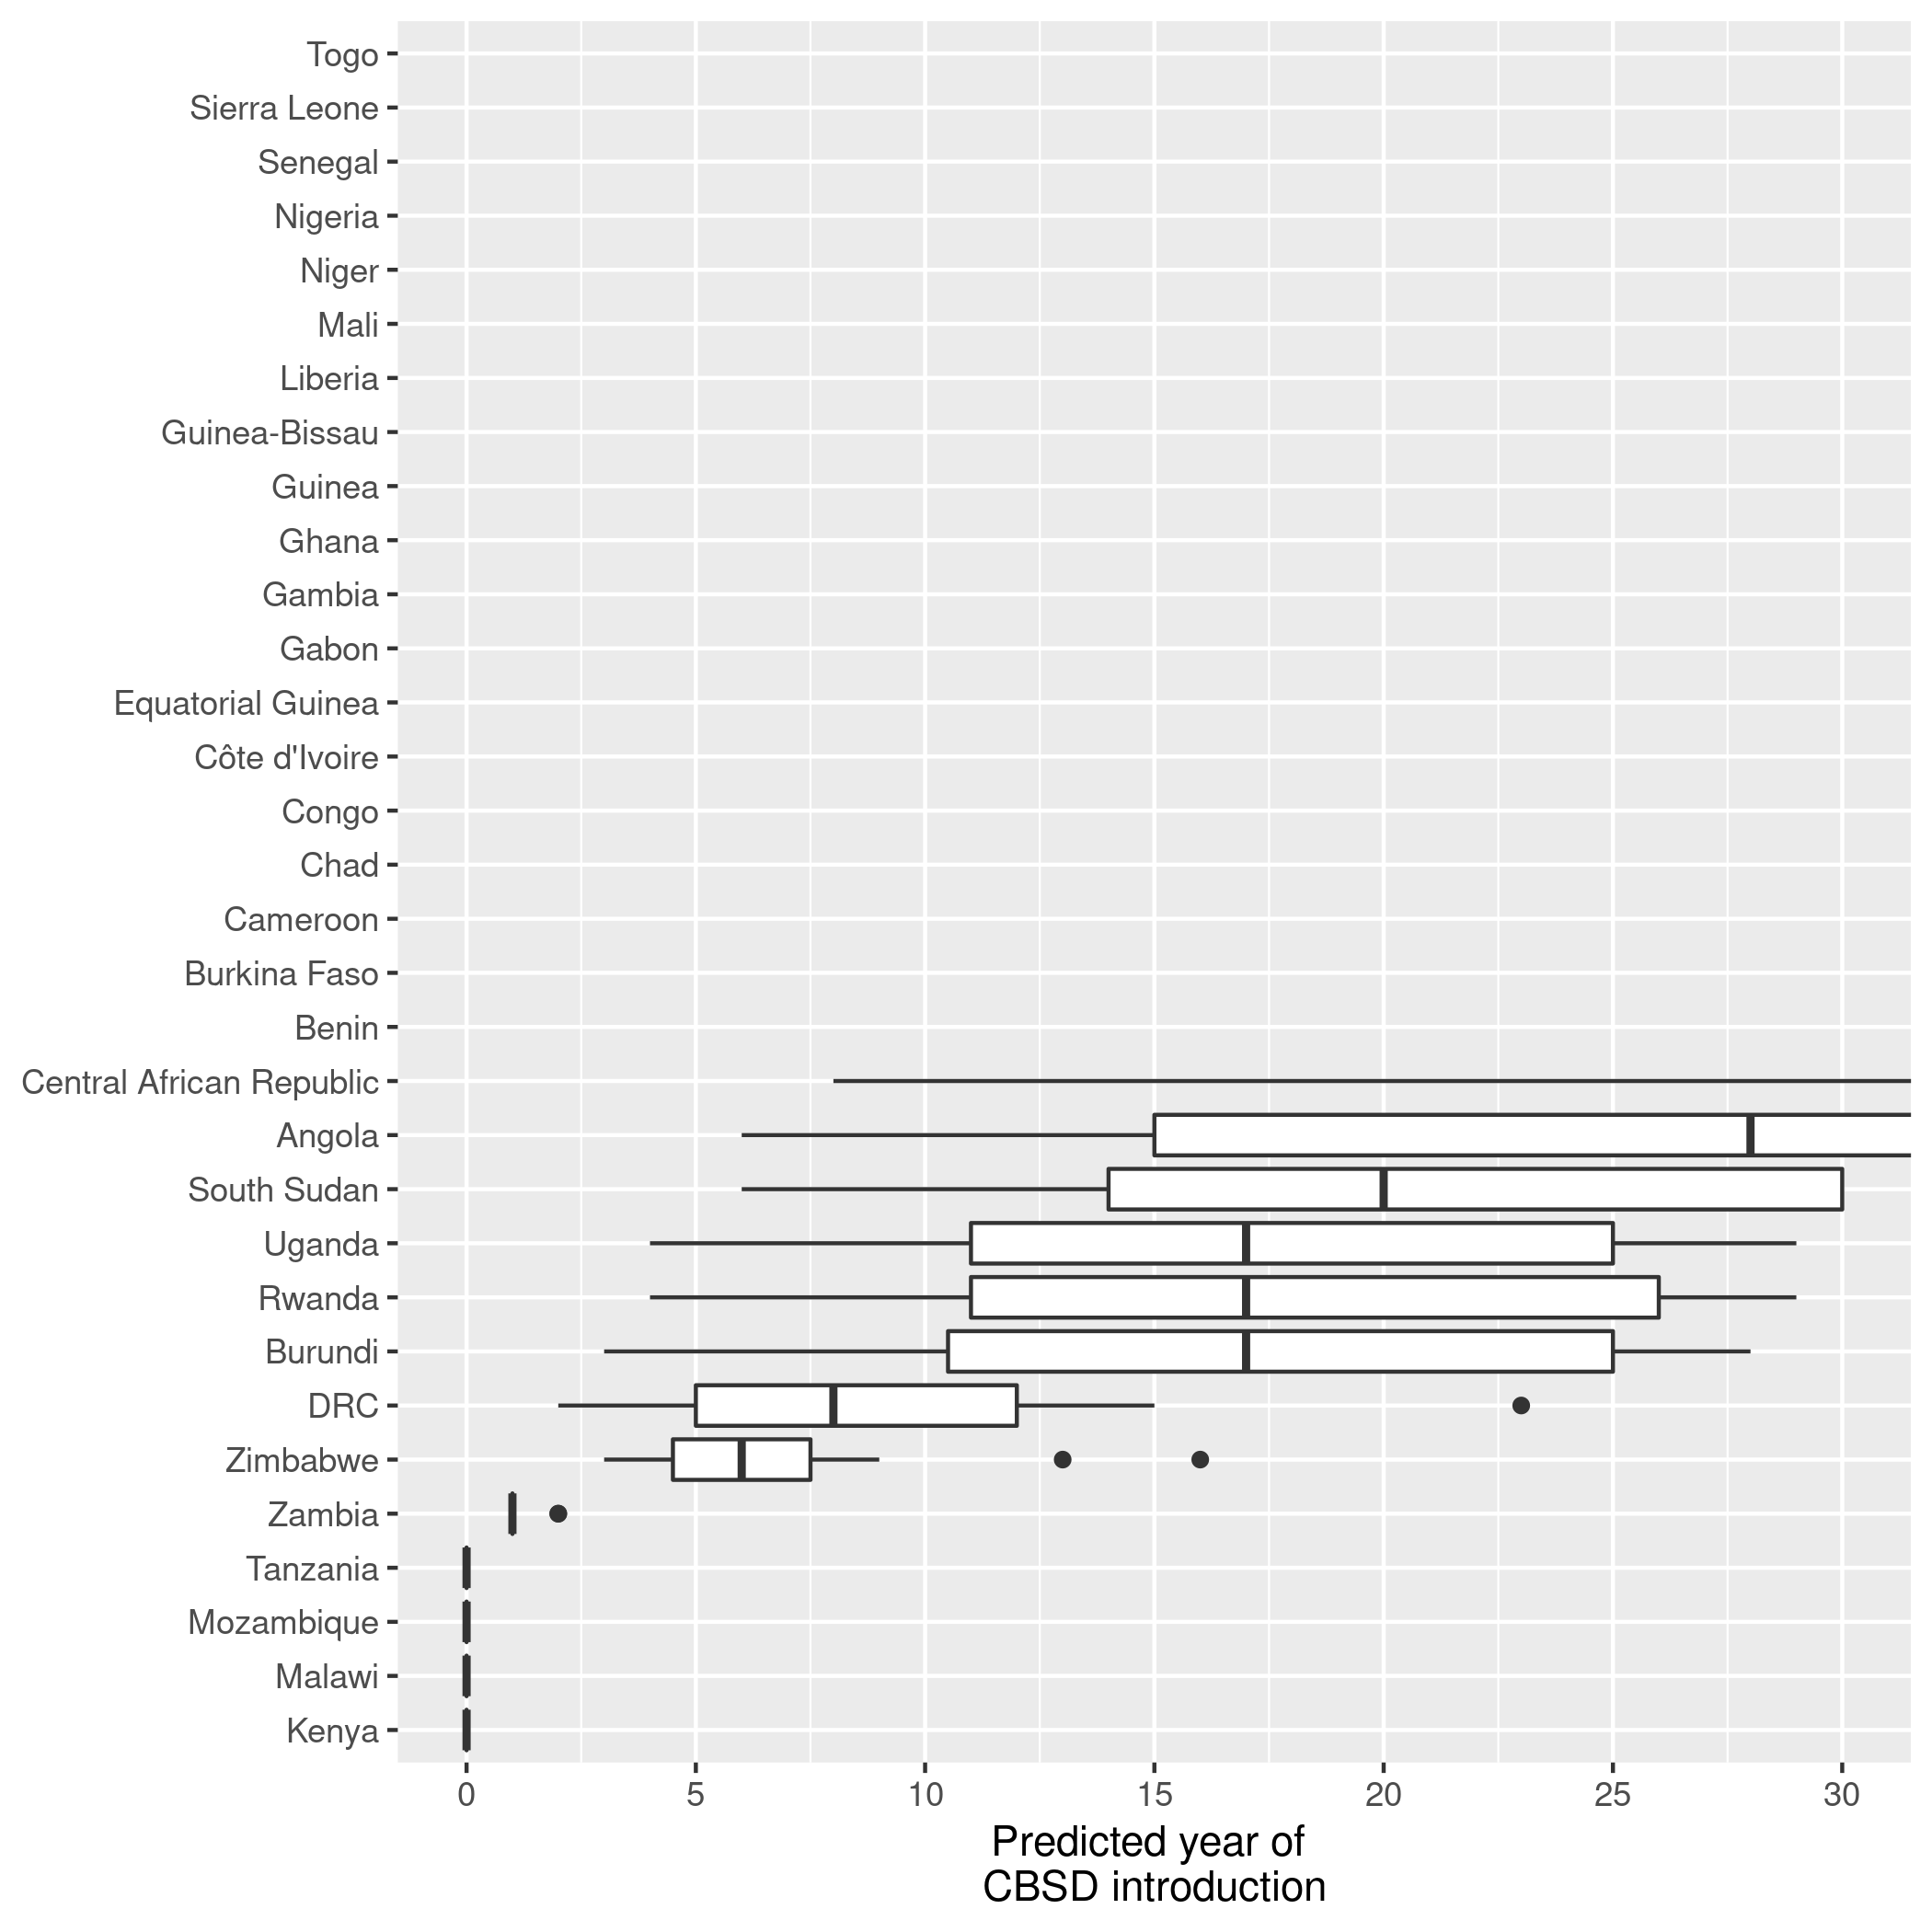 Togo
Sierra Leone
Senegal
Nigeria
Niger
Mali
Liberia
Guinea-Bissau
Guinea
Ghana
Gambia
Gabon
Equatorial Guinea
Côte d'Ivoire
Congo
Chad
Cameroon
Burkina Faso
Benin
Central African Republic
Angola
South Sudan
Uganda
Rwanda
Burundi
DRC
Zimbabwe
Zambia
Tanzania
Mozambique
Malawi
Kenya
0 5 10 15 20 25 30
Predicted year of
CBSD introduction